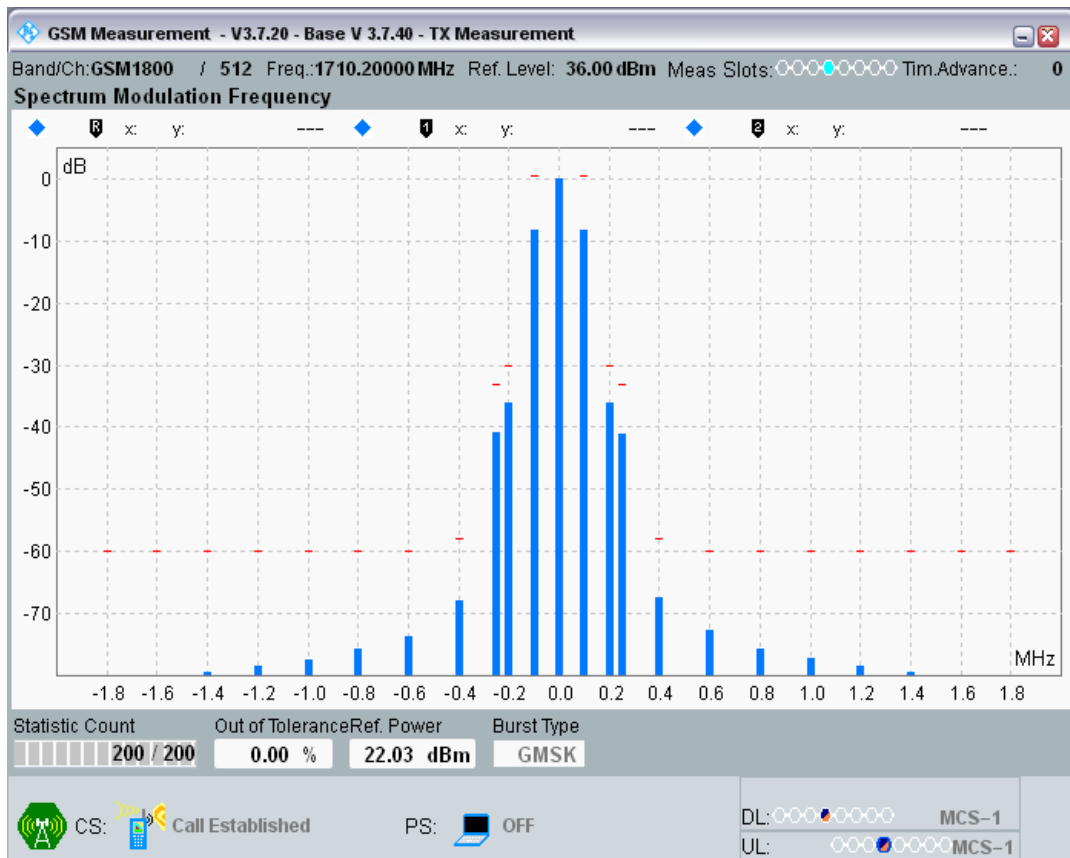 GSM Measurement - V3.7.20 - Base V 3.7.40 - TX Measurement
Band/Ch:GSM1800 / 512 Freq.:1710.20000 MHz Ref. Level: 36.00 dBm Meas Slots: Tim.Advance.: 0
Spectrum Modulation Frequency
R x: y: --- 1 x: y: --- 2 x: y: ---
dB
0
-10
-20
-30
-40
-50
-60
-70
MHz
-1.8 -1.6 -1.4 -1.2 -1.0 -0.8 -0.6 -0.4 -0.2 0.0 0.2 0.4 0.6 0.8 1.0 1.2 1.4 1.6 1.8
Statistic Count Out of Tolerance Ref. Power Burst Type
200 / 200 0.00 % 22.03 dBm GMSK
CS: Call Established PS: OFF
DL: MCS-1
UL: MCS-1